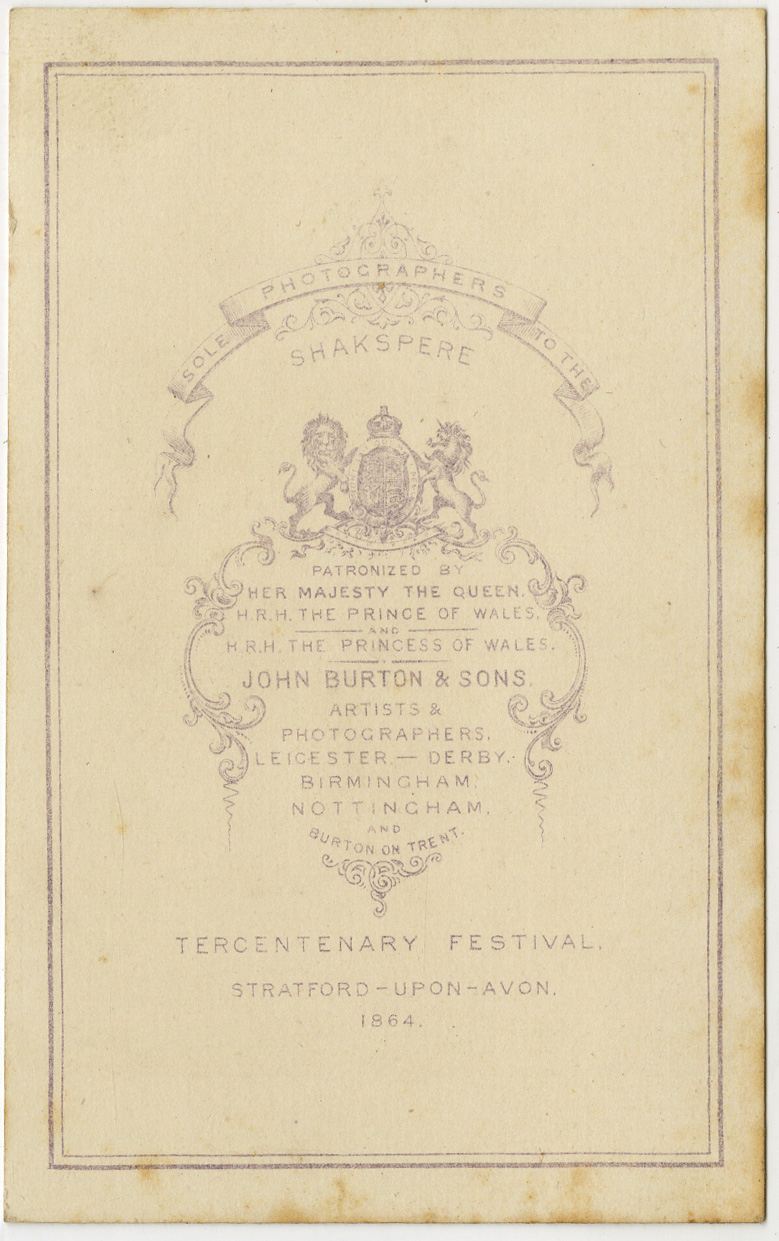 SOLE PHOTOGRAPHERS TO THE
SHAKSPERE
PATRONIZED BY
HER MAJESTY THE QUEEN.
H.R.H. THE PRINCE OF WALES.
AND
H.R.H. THE PRINCESS OF WALES.
JOHN BURTON & SONS.
ARTISTS &
PHOTOGRAPHERS,
LEICESTER,— DERBY.
BIRMINGHAM,
NOTTINGHAM,
AND
BURTON ON TRENT.
TERCENTENARY FESTIVAL,
STRATFORD-UPON-AVON.
1864.